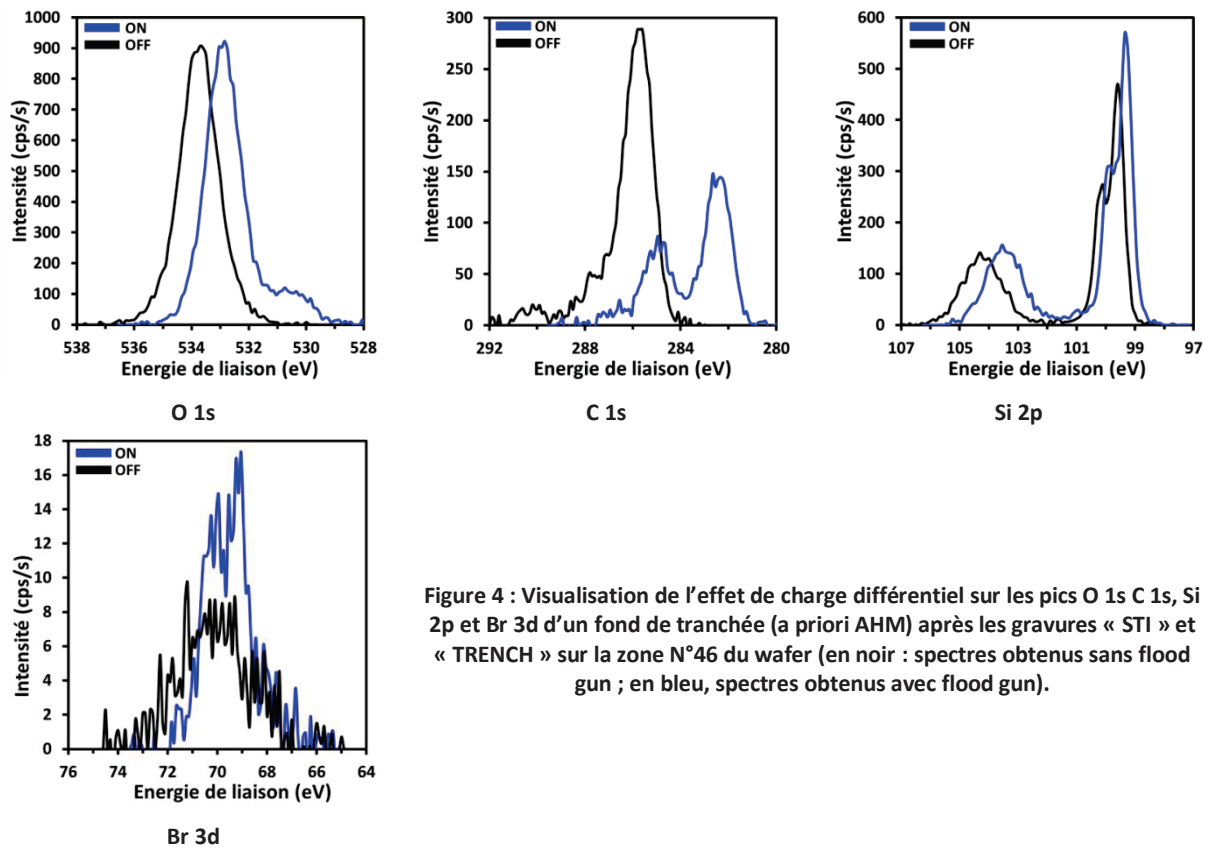 1000
900
800
700
600
500
400
300
200
100
0
538 536 534 532 530 528
ON
OFF
Intensité (cps/s)
Energie de liaison (eV)
O 1s
300
250
200
150
100
50
0
292 288 284 280
ON
OFF
Intensité (cps/s)
Energie de liaison (eV)
C 1s
600
500
400
300
200
100
0
107 105 103 101 99 97
ON
OFF
Intensité (cps/s)
Energie de liaison (eV)
Si 2p
18
16
14
12
10
8
6
4
2
0
76 74 72 70 68 66 64
ON
OFF
Intensité (cps/s)
Energie de liaison (eV)
Br 3d
Figure 4 : Visualisation de l’effet de charge différentiel sur les pics O 1s C 1s, Si
2p et Br 3d d’un fond de tranchée (a priori AHM) après les gravures « STI » et
« TRENCH » sur la zone N°46 du wafer (en noir : spectres obtenus sans flood
gun ; en bleu, spectres obtenus avec flood gun).